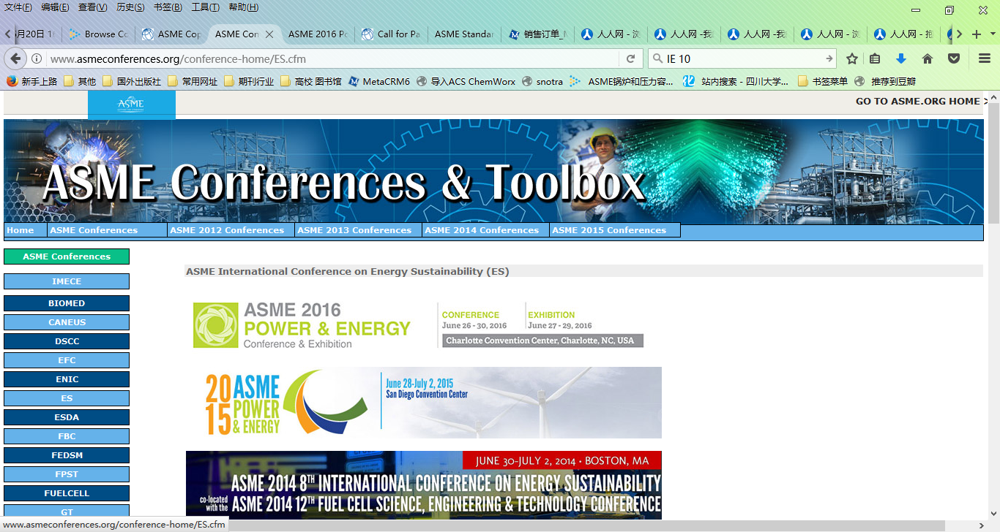 文件(F) 编辑(E) 查看(V) 历史(S) 书签(B) 工具(T) 帮助(H)
月20日 1 Browse Co ASME Cop ASME Con ASME 2016 Po Call for Pa ASME Standar 销售订单_M 人人网 - 浏 人人网 -我 人人网 -我 人人网 - 浏 人人网 - 推
www.asmeconferences.org/conference-home/ES.cfm IE 10
新手上路 其他 国外出版社 常用网址 期刊行业 高校 图书馆 MetaCRM6 导入ACS ChemWorx snotra ASME锅炉和压力容... 站内搜索 - 四川大学... 书签菜单 推荐到豆瓣
ASME
GO TO ASME.ORG HOME >
ASME Conferences & Toolbox
Home ASME Conferences ASME 2012 Conferences ASME 2013 Conferences ASME 2014 Conferences ASME 2015 Conferences
ASME Conferences
IMECE
BIOMED
CANEUS
DSCC
EFC
ENIC
ES
ESDA
FBC
FEDSM
FPST
FUELCELL
GT
ASME International Conference on Energy Sustainability (ES)
ASME 2016
POWER & ENERGY
Conference & Exhibition
CONFERENCE
June 26 - 30, 2016
EXHIBITION
June 27 - 29, 2016
Charlotte Convention Center, Charlotte, NC, USA
2015 ASME POWER & ENERGY
June 28-July 2, 2015
San Diego Convention Center
JUNE 30-JULY 2, 2014 • BOSTON, MA
ASME 2014 8TH INTERNATIONAL CONFERENCE ON ENERGY SUSTAINABILITY
co-located with the ASME 2014 12TH FUEL CELL SCIENCE, ENGINEERING & TECHNOLOGY CONFERENCE
www.asmeconferences.org/conference-home/ES.cfm